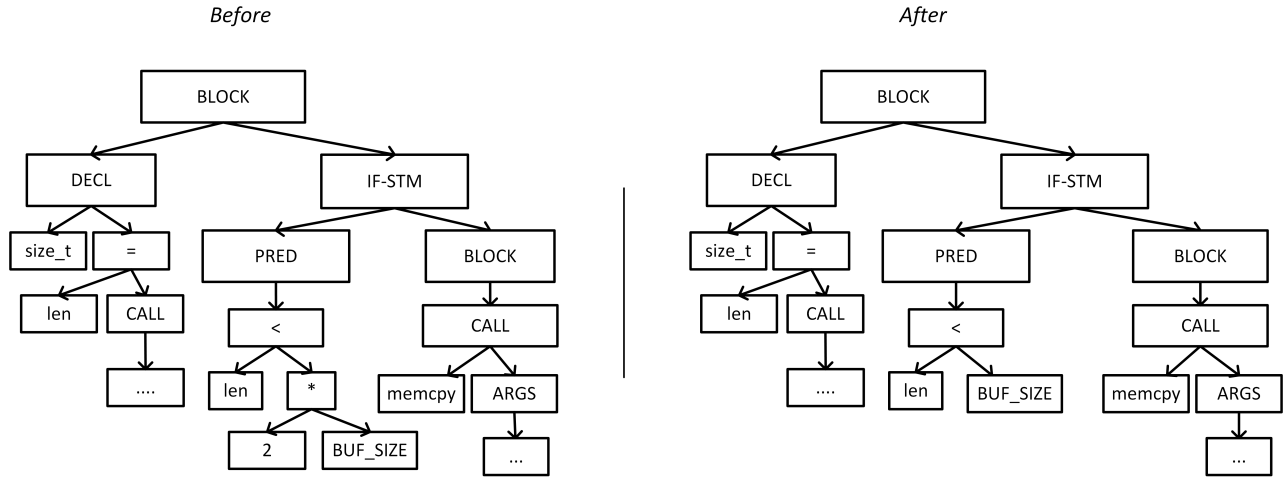 Before
After
BLOCK
BLOCK
DECL
IF-STM
DECL
IF-STM
size_t
=
PRED
BLOCK
size_t
=
PRED
BLOCK
len
CALL
<
CALL
len
CALL
<
CALL
....
len
*
memcpy
ARGS
....
len
BUF_SIZE
memcpy
ARGS
2
BUF_SIZE
...
...